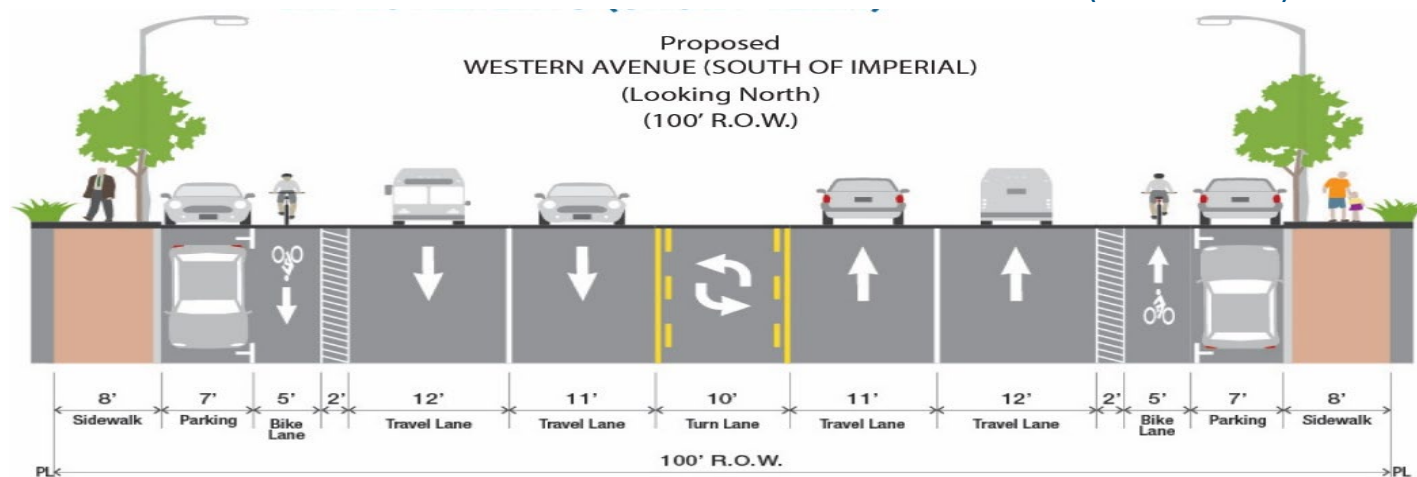 Proposed
WESTERN AVENUE (SOUTH OF IMPERIAL)
(Looking North)
(100' R.O.W.)
8' 7' 5' 2' 12' 11' 10' 11' 12' 2' 5' 7' 8'
Sidewalk Parking Bike Lane Travel Lane Travel Lane Turn Lane Travel Lane Travel Lane Bike Lane Parking Sidewalk
100' R.O.W.
PL PL